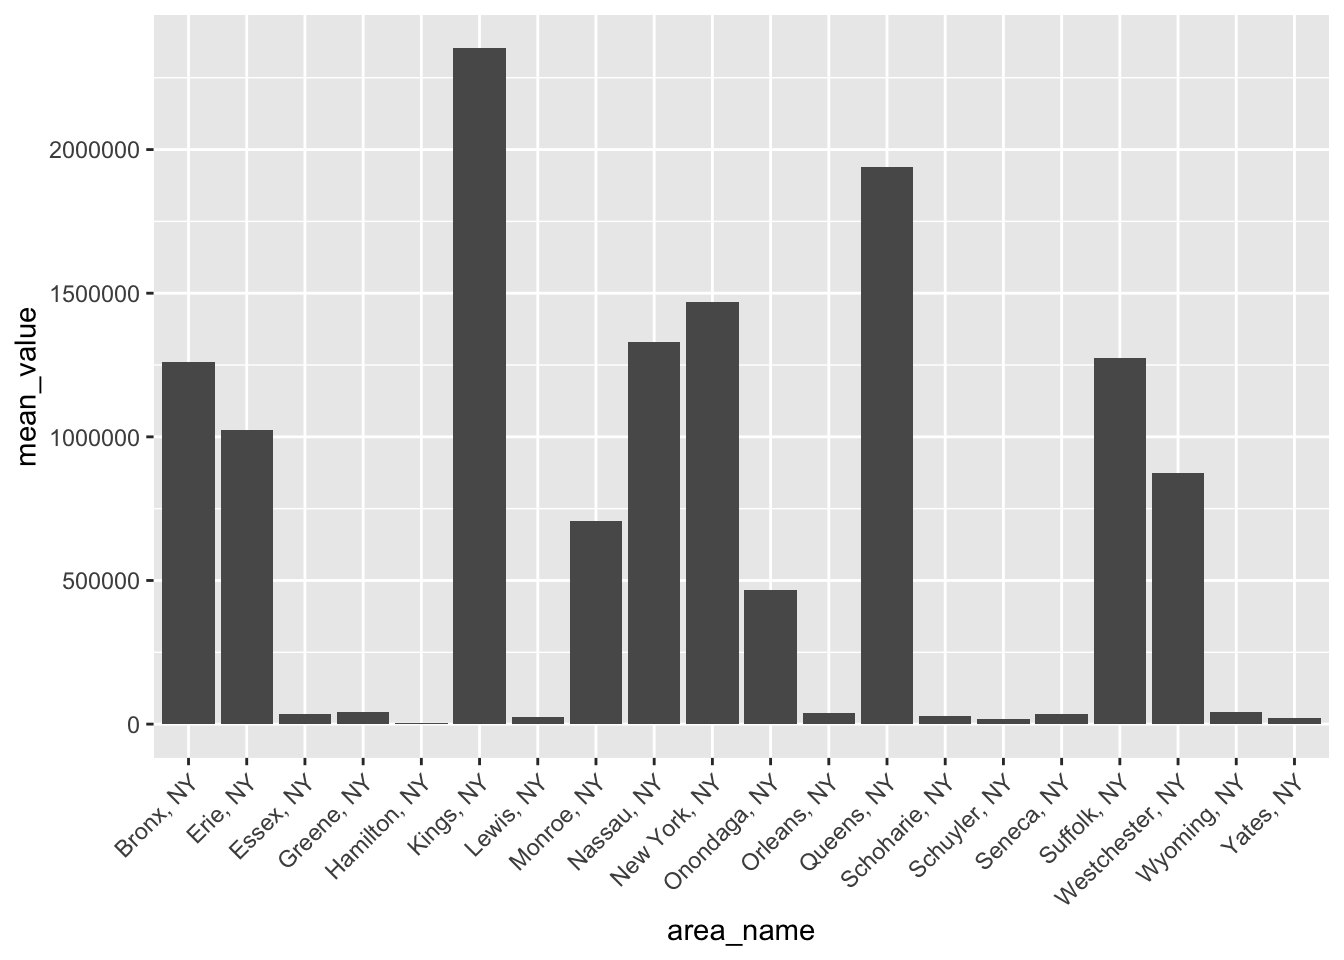 mean_value
2000000
1500000
1000000
500000
0
Bronx, NY
Erie, NY
Essex, NY
Greene, NY
Hamilton, NY
Kings, NY
Lewis, NY
Monroe, NY
Nassau, NY
New York, NY
Onondaga, NY
Orleans, NY
Queens, NY
Schoharie, NY
Schuyler, NY
Seneca, NY
Suffolk, NY
Westchester, NY
Wyoming, NY
Yates, NY
area_name